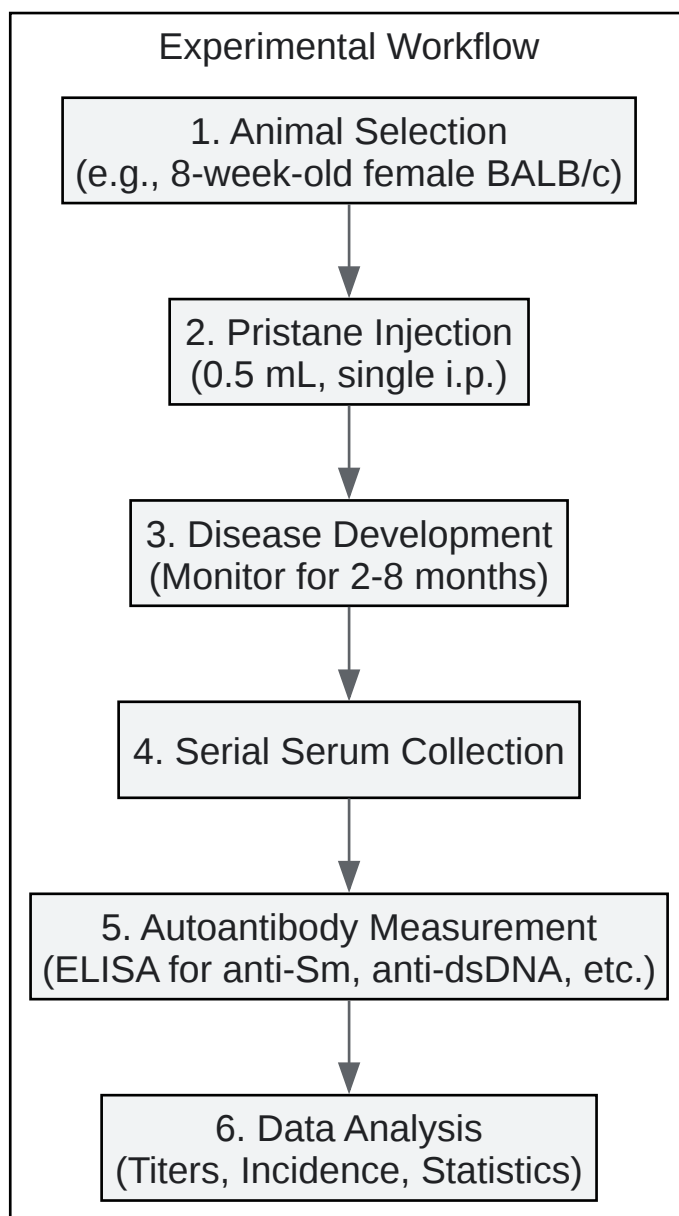 Experimental Workflow
1. Animal Selection
(e.g., 8-week-old female BALB/c)
2. Pristane Injection
(0.5 mL, single i.p.)
3. Disease Development
(Monitor for 2-8 months)
4. Serial Serum Collection
5. Autoantibody Measurement
(ELISA for anti-Sm, anti-dsDNA, etc.)
6. Data Analysis
(Titers, Incidence, Statistics)